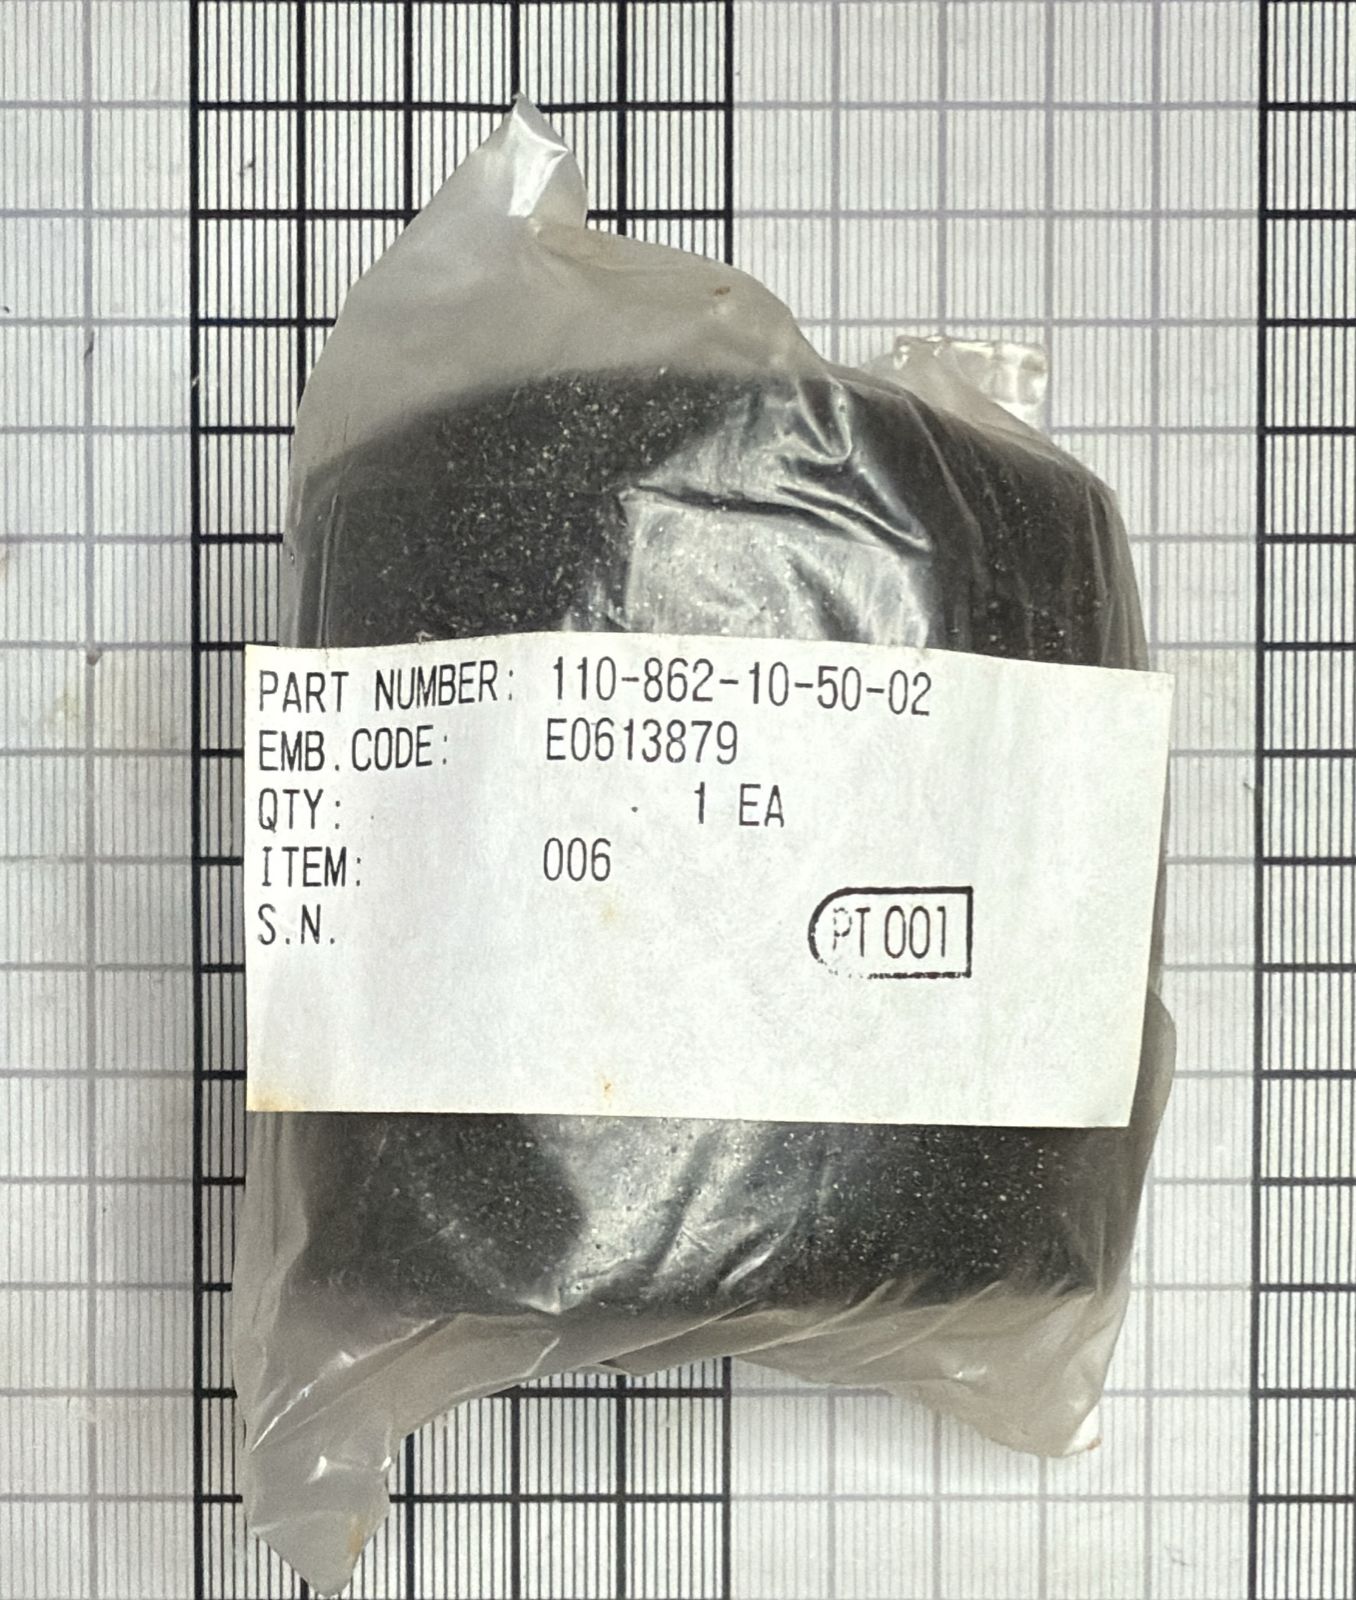 PART NUMBER: 110-862-10-50-02
EMB.CODE: E0613879
QTY: 1 EA
ITEM: 006
S.N.
PT 001